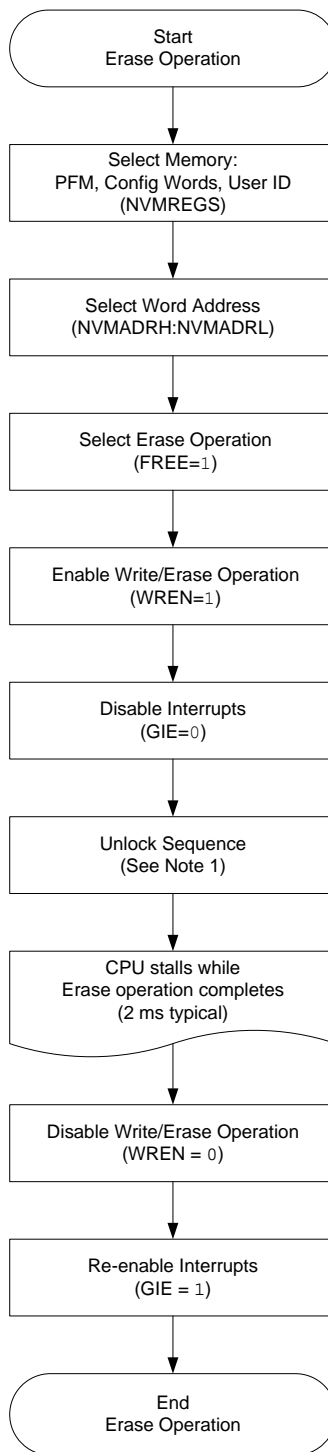 Start
Erase Operation
Select Memory:
PFM, Config Words, User ID
(NVMREGS)
Select Word Address
(NVMADRH:NVMADRL)
Select Erase Operation
(FREE=1)
Enable Write/Erase Operation
(WREN=1)
Disable Interrupts
(GIE=0)
Unlock Sequence
(See Note 1)
CPU stalls while
Erase operation completes
(2 ms typical)
Disable Write/Erase Operation
(WREN = 0)
Re-enable Interrupts
(GIE = 1)
End
Erase Operation